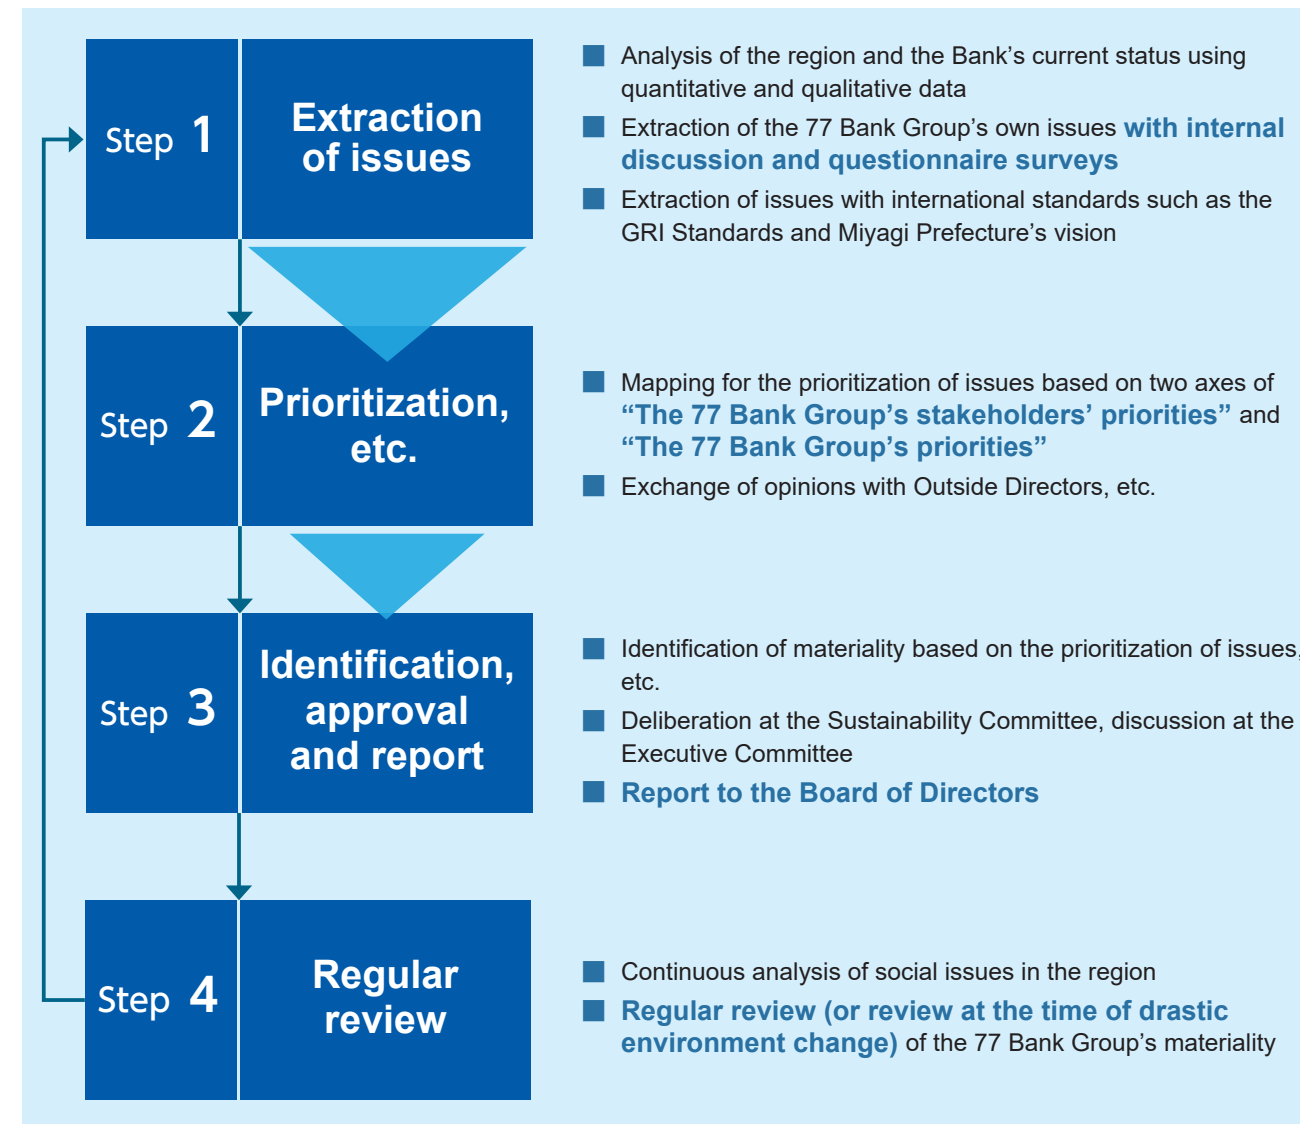 Step 1
Extraction
of issues
■ Analysis of the region and the Bank's current status using
quantitative and qualitative data
■ Extraction of the 77 Bank Group's own issues with internal
discussion and questionnaire surveys
■ Extraction of issues with international standards such as the
GRI Standards and Miyagi Prefecture's vision
Step 2
Prioritization,
etc.
■ Mapping for the prioritization of issues based on two axes of
“The 77 Bank Group's stakeholders' priorities” and
“The 77 Bank Group's priorities”
■ Exchange of opinions with Outside Directors, etc.
Step 3
Identification,
approval
and report
■ Identification of materiality based on the prioritization of issues,
etc.
■ Deliberation at the Sustainability Committee, discussion at the
Executive Committee
■ Report to the Board of Directors
Step 4
Regular
review
■ Continuous analysis of social issues in the region
■ Regular review (or review at the time of drastic
environment change) of the 77 Bank Group's materiality